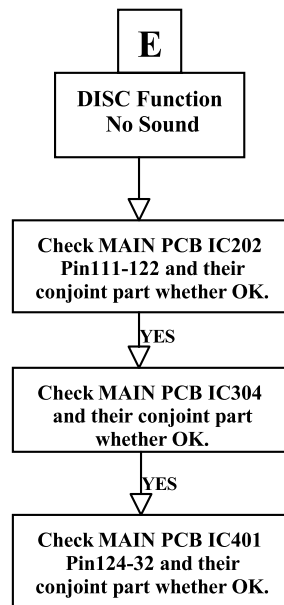 E
DISC Function
No Sound
Check MAIN PCB IC202
Pin111-122 and their
conjoint part whether OK.
YES
Check MAIN PCB IC304
and their conjoint part
whether OK.
YES
Check MAIN PCB IC401
Pin124-32 and their
conjoint part whether OK.